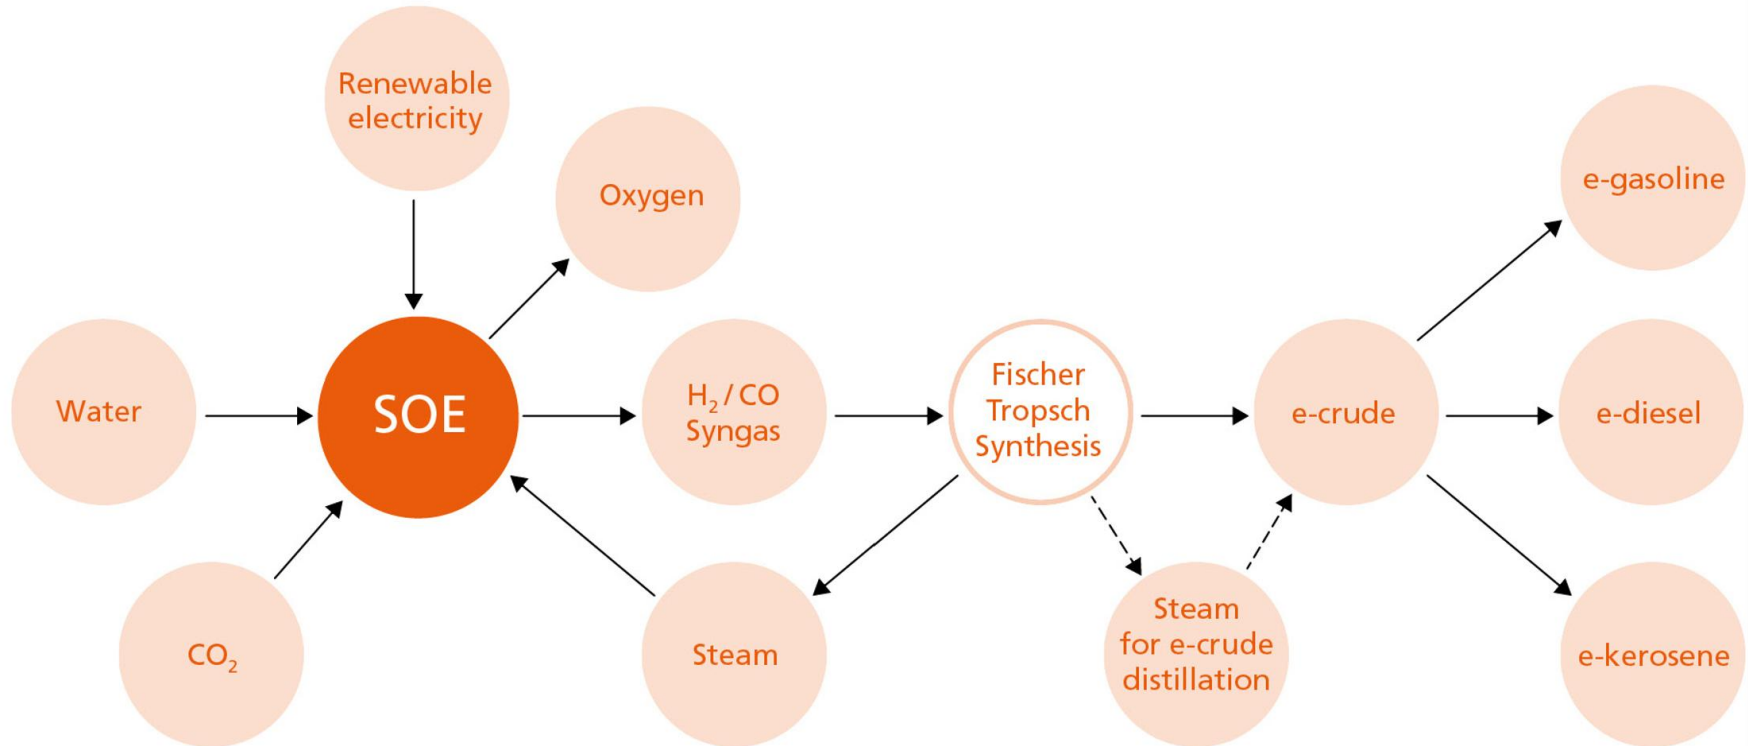 Renewable
electricity
Oxygen
e-gasoline
Water
SOE
H₂ / CO
Syngas
Fischer
Tropsch
Synthesis
e-crude
e-diesel
CO₂
Steam
Steam
for e-crude
distillation
e-kerosene